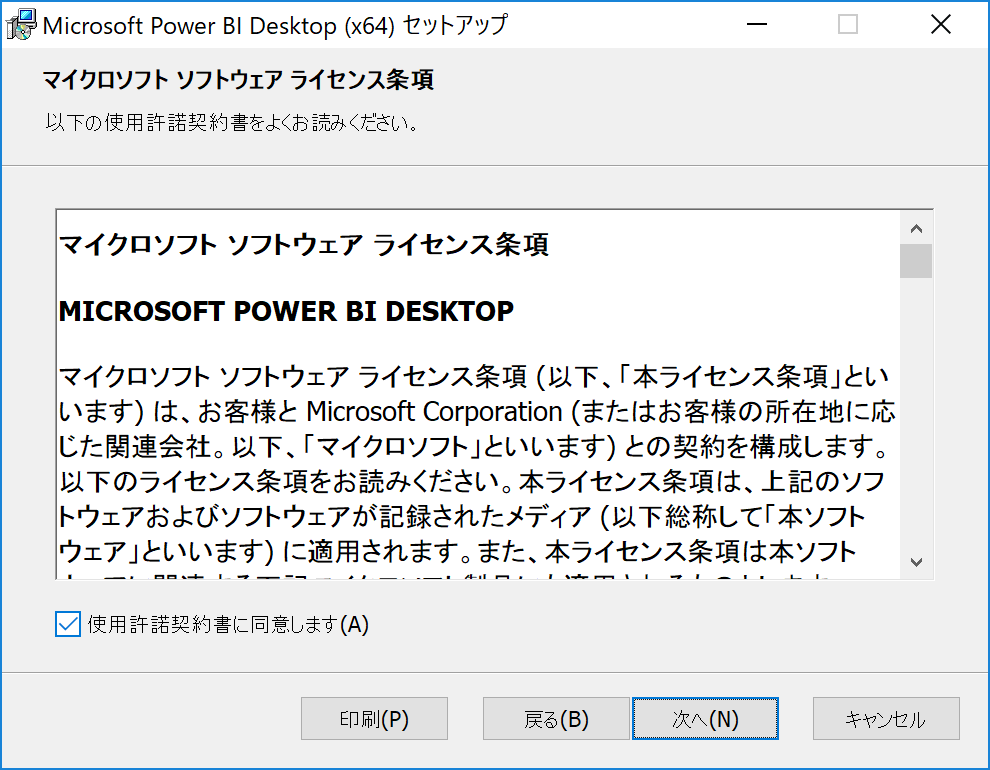 Microsoft Power BI Desktop (x64) セットアップ
マイクロソフト ソフトウェア ライセンス条項
以下の使用許諾契約書をよくお読みください。
マイクロソフト ソフトウェア ライセンス条項
MICROSOFT POWER BI DESKTOP
マイクロソフト ソフトウェア ライセンス条項 (以下、「本ライセンス条項」とい
います) は、お客様と Microsoft Corporation (またはお客様の所在地に応
じた関連会社。以下、「マイクロソフト」といいます) との契約を構成します。
以下のライセンス条項をお読みください。本ライセンス条項は、上記のソフ
トウェアおよびソフトウェアが記録されたメディア (以下総称して「本ソフト
ウェア」といいます) に適用されます。また、本ライセンス条項は本ソフト
使用許諾契約書に同意します(A)
印刷(P)
戻る(B)
次へ(N)
キャンセル